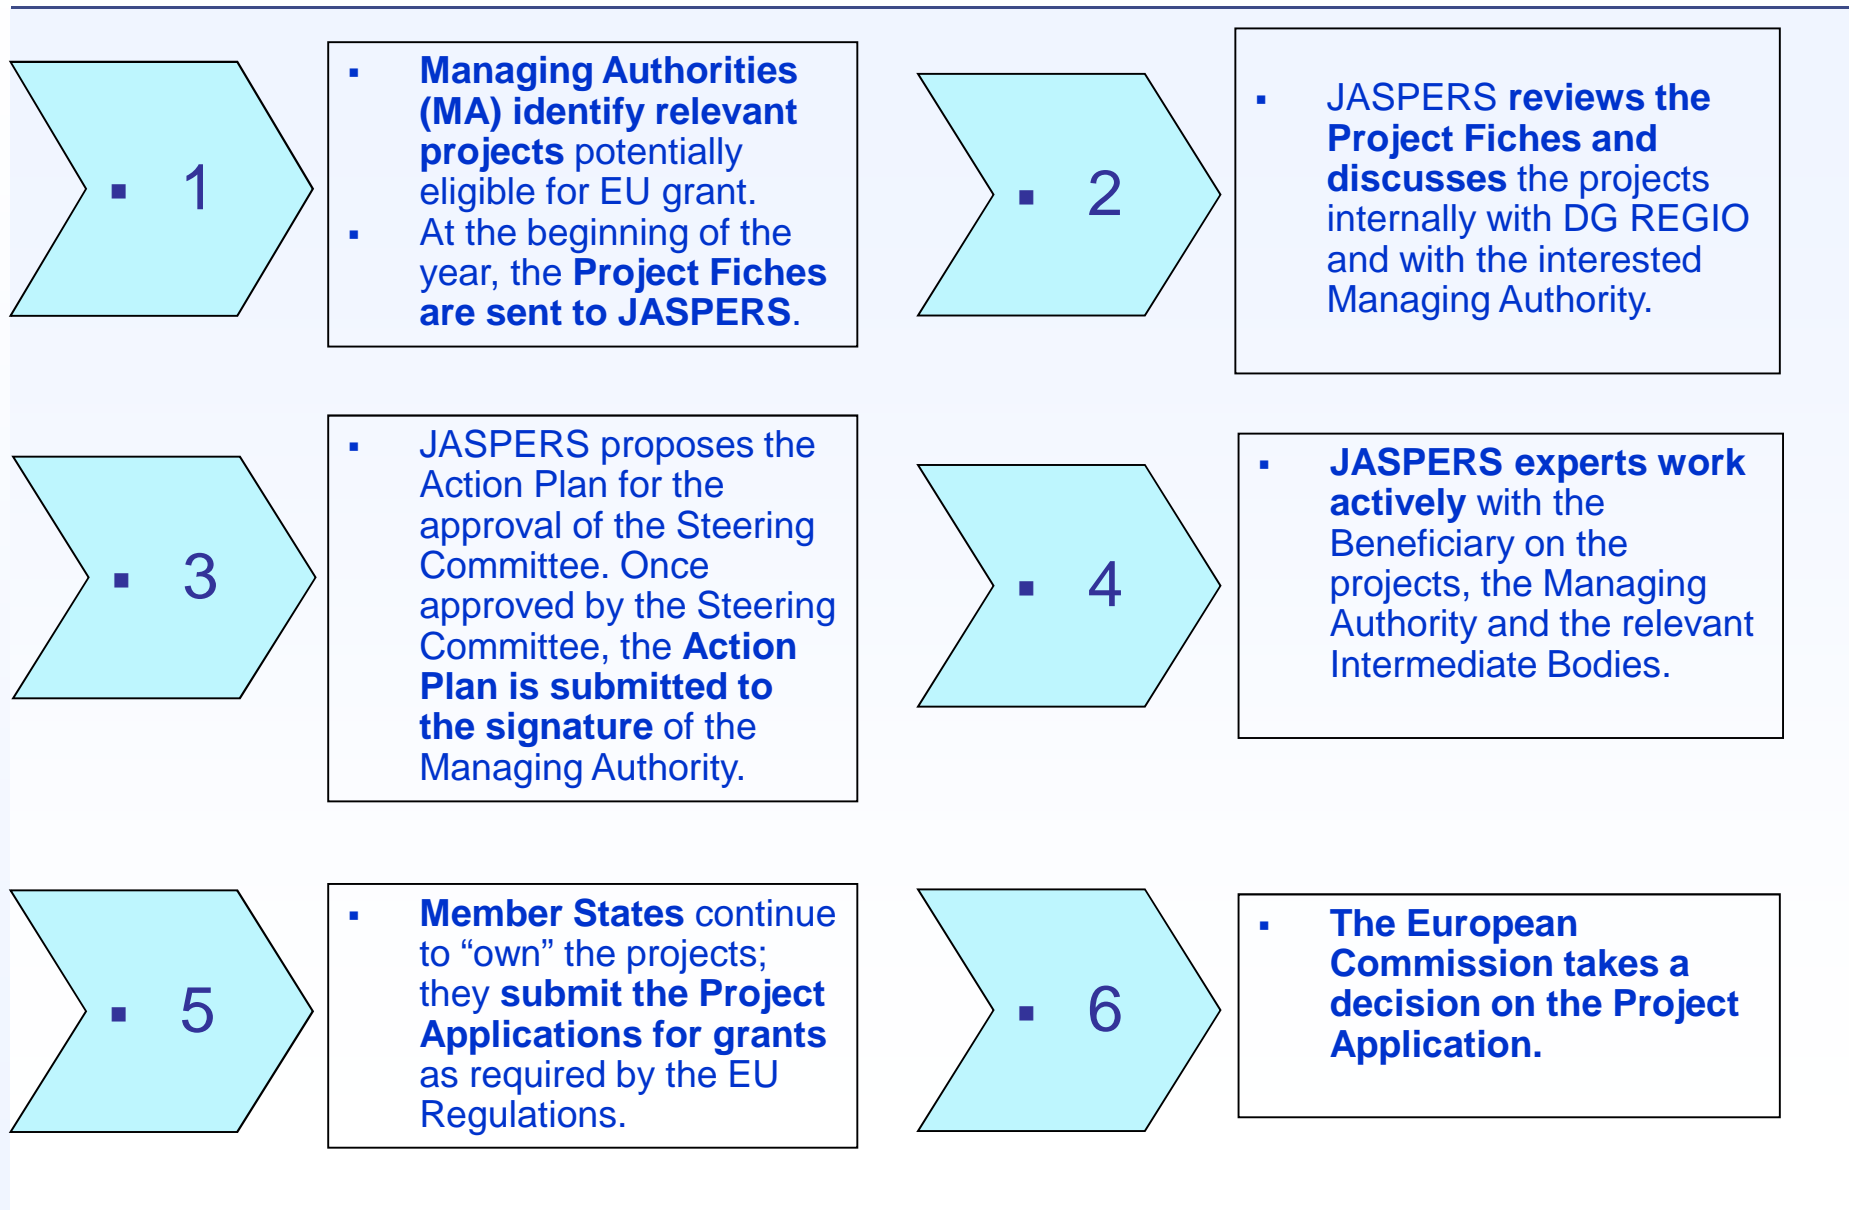 ▪ 1
▪ Managing Authorities
(MA) identify relevant
projects potentially
eligible for EU grant.
▪ At the beginning of the
year, the Project Fiches
are sent to JASPERS.
▪ 2
▪ JASPERS reviews the
Project Fiches and
discusses the projects
internally with DG REGIO
and with the interested
Managing Authority.
▪ 3
▪ JASPERS proposes the
Action Plan for the
approval of the Steering
Committee. Once
approved by the Steering
Committee, the Action
Plan is submitted to
the signature of the
Managing Authority.
▪ 4
▪ JASPERS experts work
actively with the
Beneficiary on the
projects, the Managing
Authority and the relevant
Intermediate Bodies.
▪ 5
▪ Member States continue
to “own” the projects;
they submit the Project
Applications for grants
as required by the EU
Regulations.
▪ 6
▪ The European
Commission takes a
decision on the Project
Application.